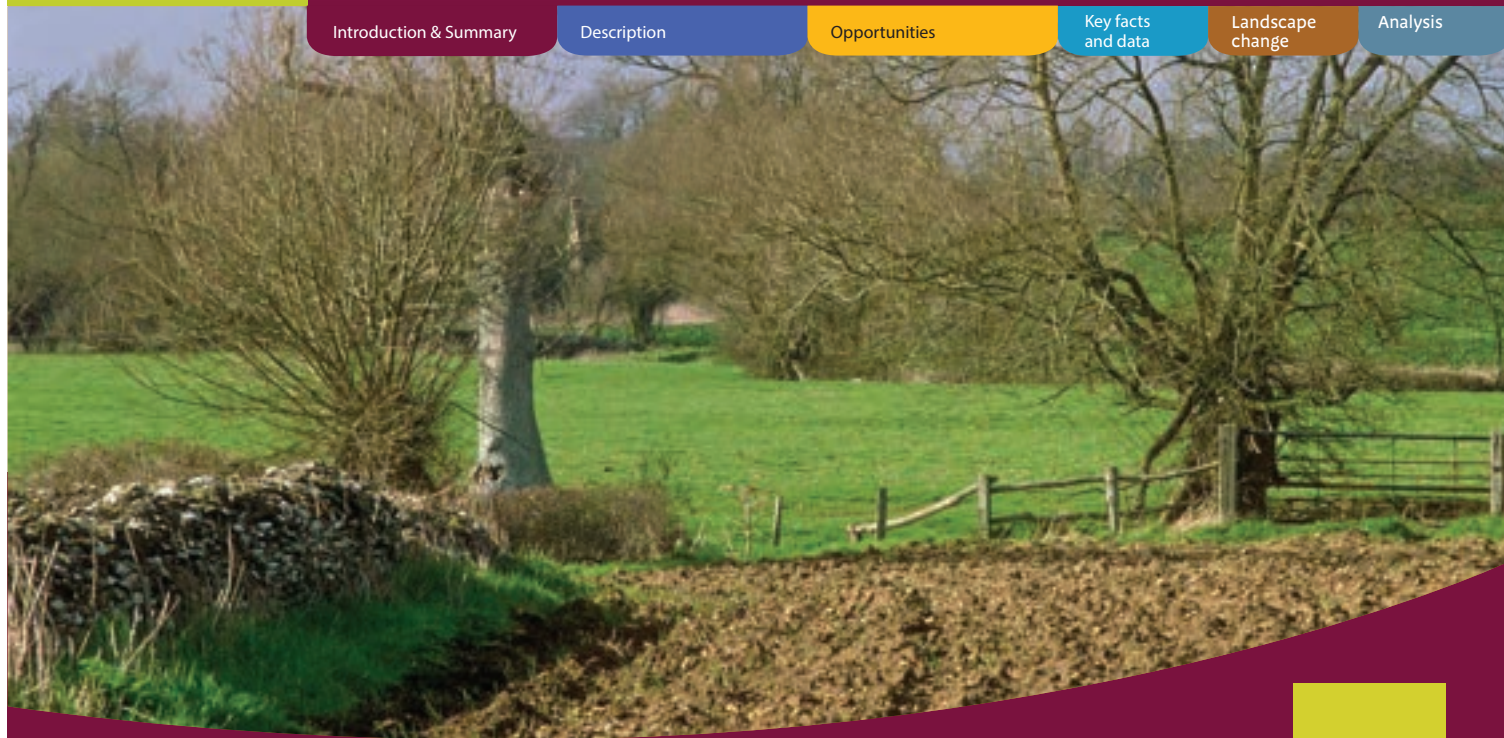 Introduction & Summary
Description
Opportunities
Key facts
and data
Landscape
change
Analysis